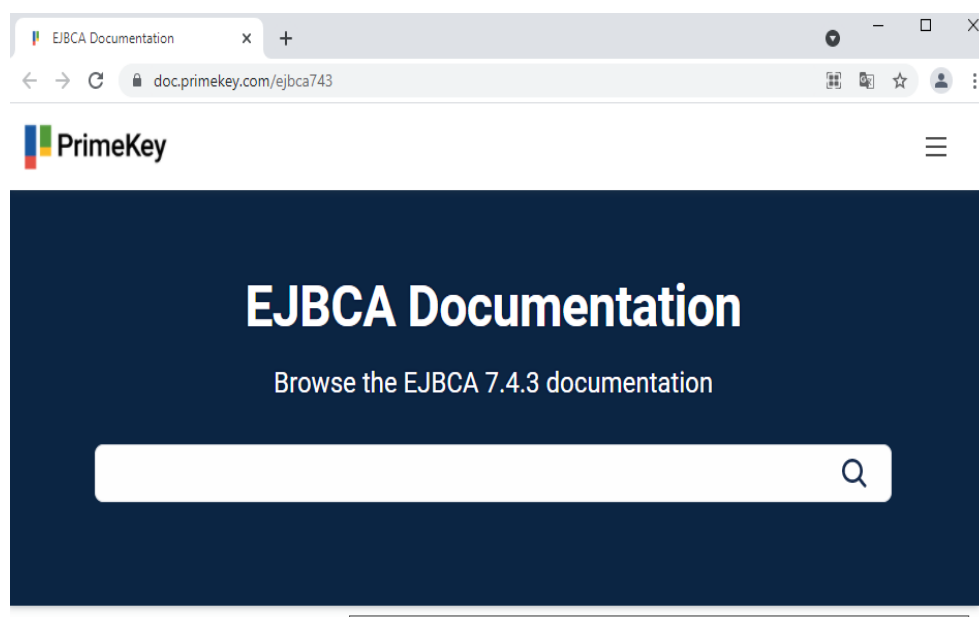 EJBCA Documentation
doc.primekey.com/ejbca743
PrimeKey
EJBCA Documentation
Browse the EJBCA 7.4.3 documentation